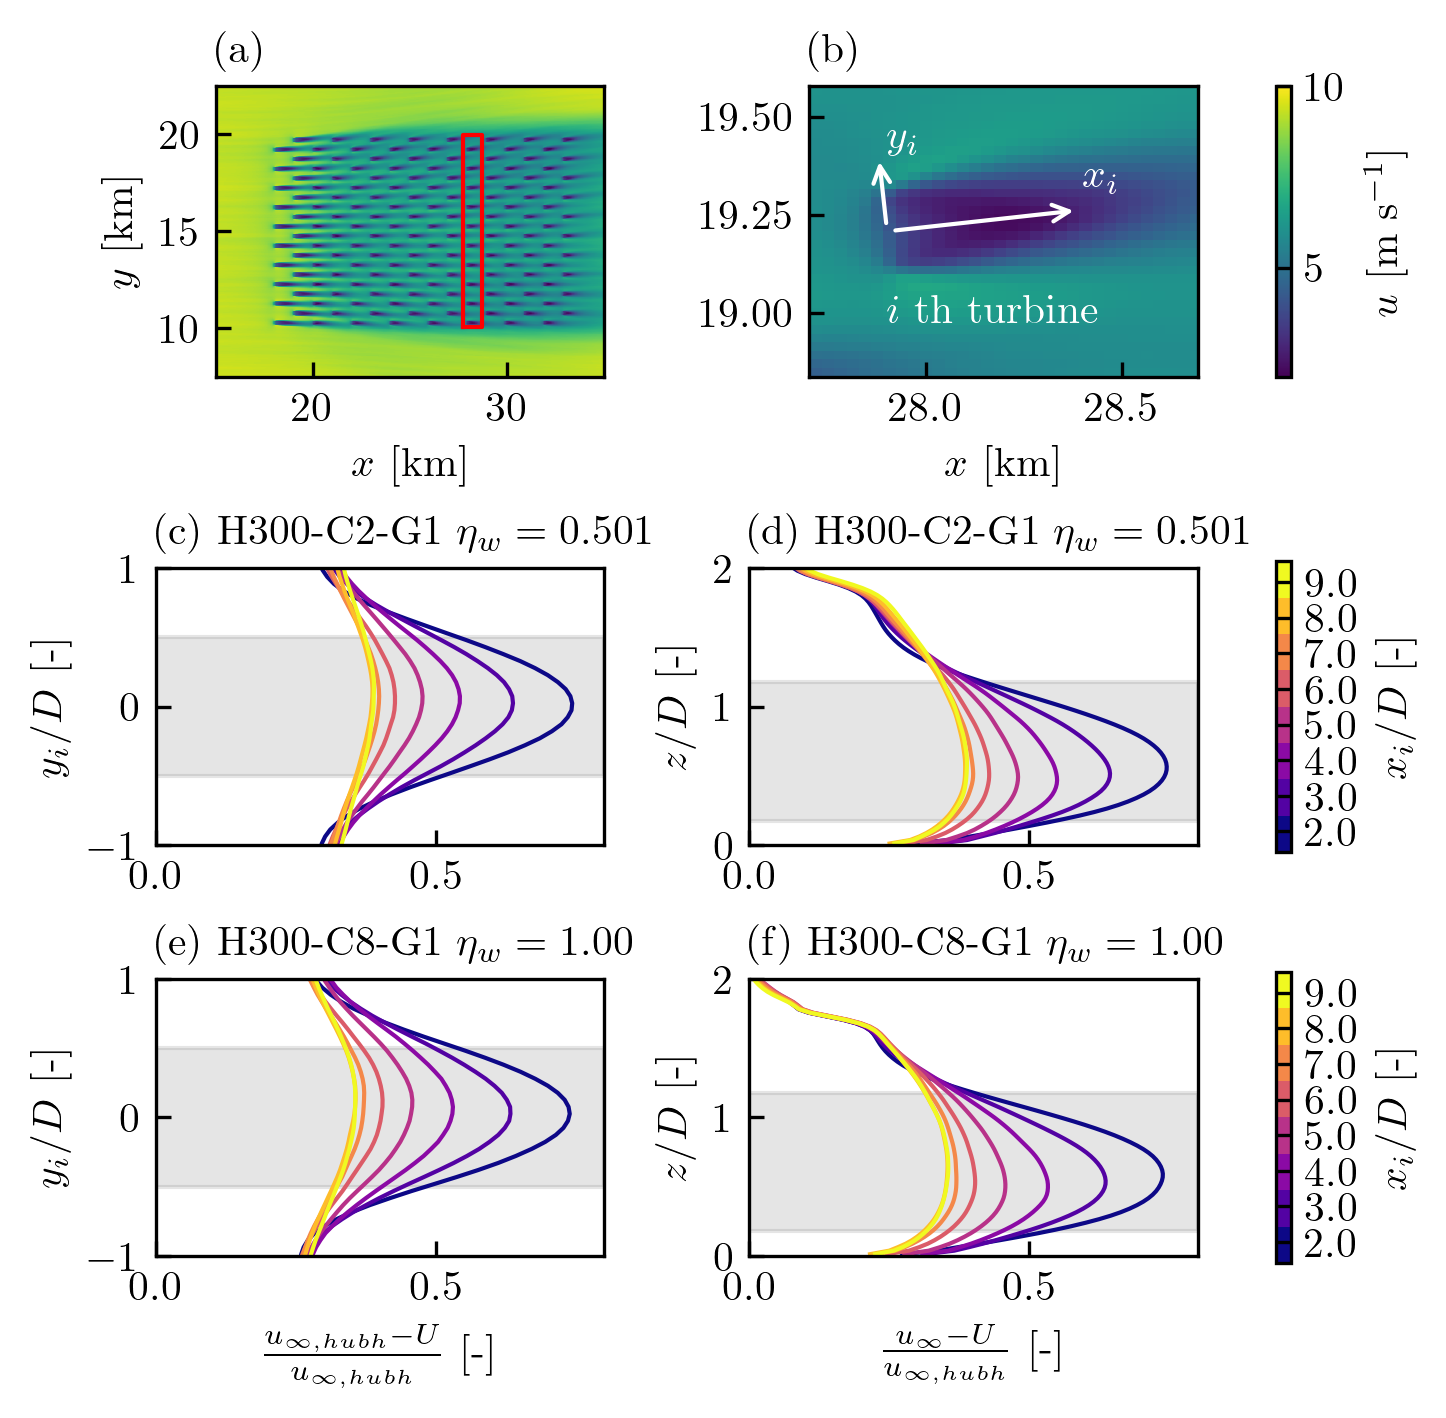 (a)
20
15
10
y [km]
20
30
x [km]
(b)
19.50
19.25
19.00
y_i
x_i
i th turbine
28.0
28.5
x [km]
10
5
u [m s⁻¹]
(c) H300-C2-G1 η_w = 0.501
1
0
−1
y_i/D [-]
0.0
0.5
(d) H300-C2-G1 η_w = 0.501
2
1
0
z/D [-]
0.0
0.5
9.0
8.0
7.0
6.0
5.0
4.0
3.0
2.0
x_i/D [-]
(e) H300-C8-G1 η_w = 1.00
1
0
−1
y_i/D [-]
0.0
0.5
u_{∞,hubh}−U
u_{∞,hubh}
[-]
(f) H300-C8-G1 η_w = 1.00
2
1
0
z/D [-]
0.0
0.5
u_∞−U
u_{∞,hubh}
[-]
9.0
8.0
7.0
6.0
5.0
4.0
3.0
2.0
x_i/D [-]